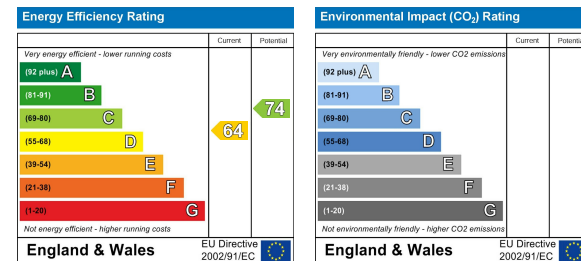 Energy Efficiency Rating
Current Potential
Very energy efficient - lower running costs
(92 plus) A
(81-91) B
(69-80) C
74
(55-68) D
64
(39-54) E
(21-38) F
(1-20) G
Not energy efficient - higher running costs
England & Wales
EU Directive
2002/91/EC
Environmental Impact (CO₂) Rating
Current Potential
Very environmentally friendly - lower CO2 emissions
(92 plus) A
(81-91) B
(69-80) C
(55-68) D
(39-54) E
(21-38) F
(1-20) G
Not environmentally friendly - higher CO2 emissions
England & Wales
EU Directive
2002/91/EC